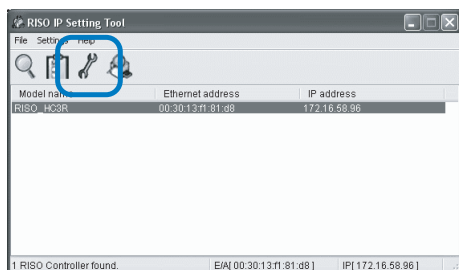 RISO IP Setting Tool
File Settings Help
Model name Ethernet address IP address
RISO_HC3R 00:30:13:f1:81:d8 172.16.58.96
1 RISO Controller found. E/A[ 00:30:13:f1:81:d8 ] IP[ 172.16.58.96 ]